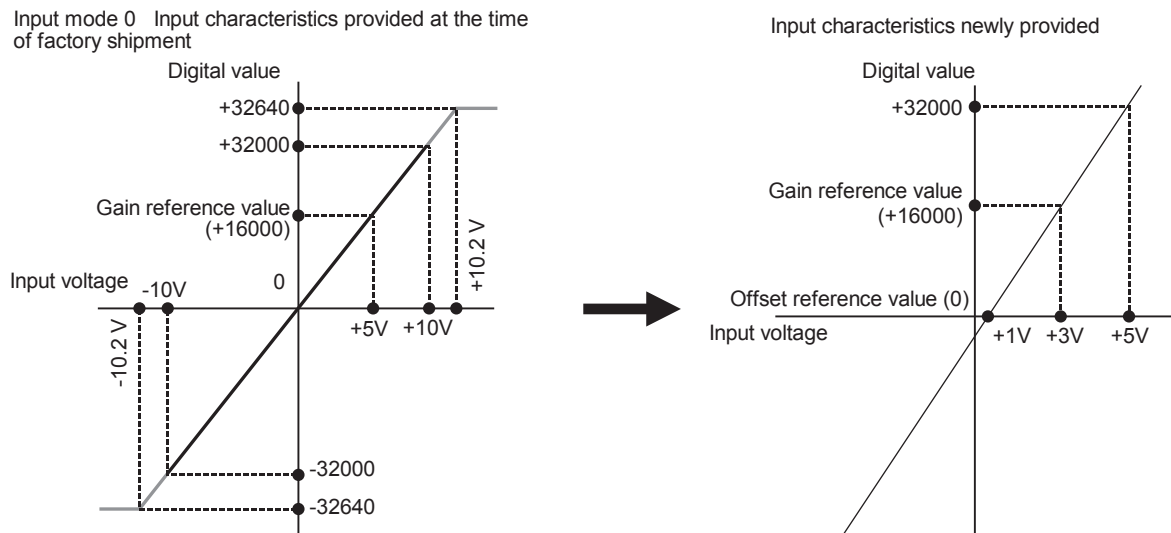 Input mode 0 Input characteristics provided at the time
of factory shipment
Digital value
+32640
+32000
Gain reference value
(+16000)
+10.2 V
Input voltage
-10V
0
+5V
+10V
-10.2 V
-32000
-32640
Input characteristics newly provided
Digital value
+32000
Gain reference value
(+16000)
Offset reference value (0)
Input voltage
+1V
+3V
+5V